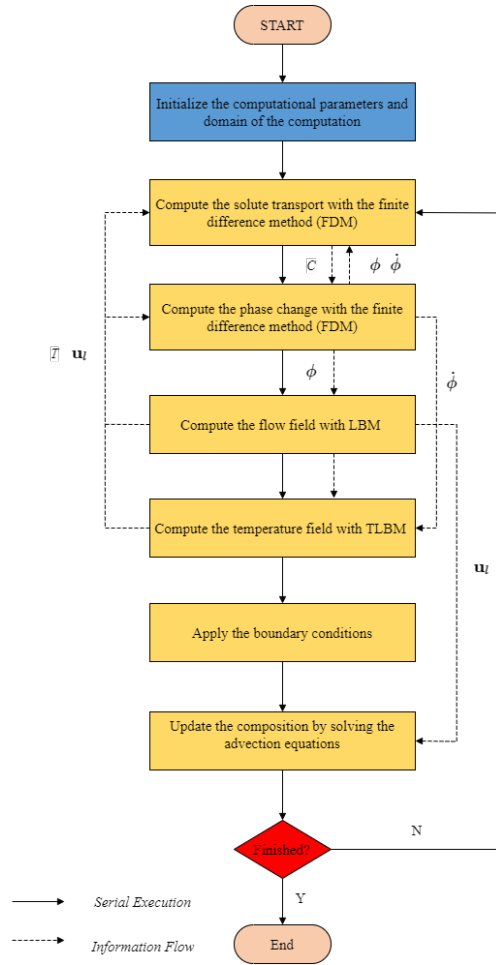 START
Initialize the computational parameters and
domain of the computation
Compute the solute transport with the finite
difference method (FDM)
C̅ ϕ ϕ̇
Compute the phase change with the finite
difference method (FDM)
T̅ 𝐮ₗ
ϕ
ϕ̇
Compute the flow field with LBM
Compute the temperature field with TLBM
𝐮ₗ
Apply the boundary conditions
Update the composition by solving the
advection equations
Finished?
N
Y
Serial Execution
End
Information Flow